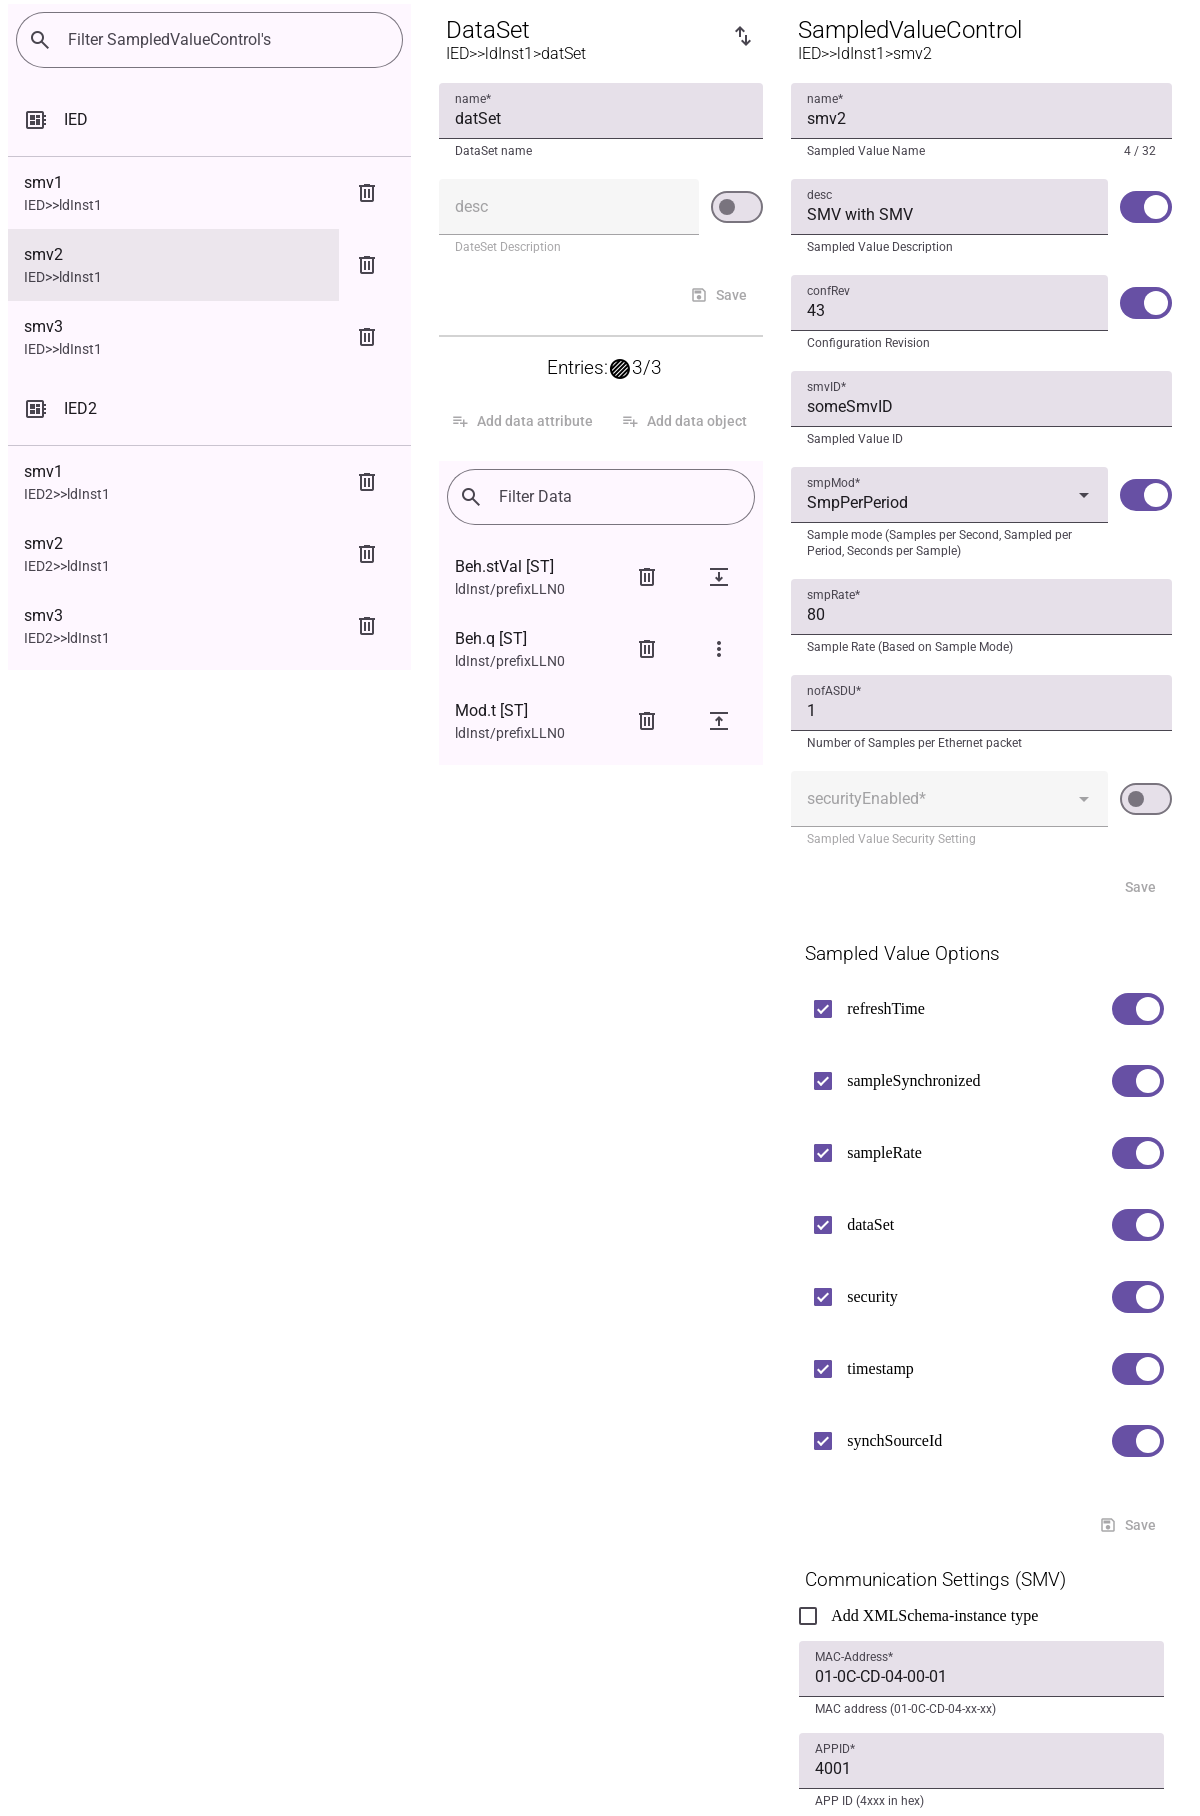 Filter SampledValueControl's
IED
smv1
IED>>ldInst1
smv2
IED>>ldInst1
smv3
IED>>ldInst1
IED2
smv1
IED2>>ldInst1
smv2
IED2>>ldInst1
smv3
IED2>>ldInst1
DataSet
IED>>ldInst1>datSet
name*
datSet
DataSet name
desc
DateSet Description
Save
Entries:3/3
Add data attribute
Add data object
Filter Data
Beh.stVal [ST]
ldInst/prefixLLN0
Beh.q [ST]
ldInst/prefixLLN0
Mod.t [ST]
ldInst/prefixLLN0
SampledValueControl
IED>>ldInst1>smv2
name*
smv2
Sampled Value Name 4 / 32
desc
SMV with SMV
Sampled Value Description
confRev
43
Configuration Revision
smvID*
someSmvID
Sampled Value ID
smpMod*
SmpPerPeriod
Sample mode (Samples per Second, Sampled per
Period, Seconds per Sample)
smpRate*
80
Sample Rate (Based on Sample Mode)
nofASDU*
1
Number of Samples per Ethernet packet
securityEnabled*
Sampled Value Security Setting
Save
Sampled Value Options
refreshTime
sampleSynchronized
sampleRate
dataSet
security
timestamp
synchSourceId
Save
Communication Settings (SMV)
Add XMLSchema-instance type
MAC-Address*
01-0C-CD-04-00-01
MAC address (01-0C-CD-04-xx-xx)
APPID*
4001
APP ID (4xxx in hex)